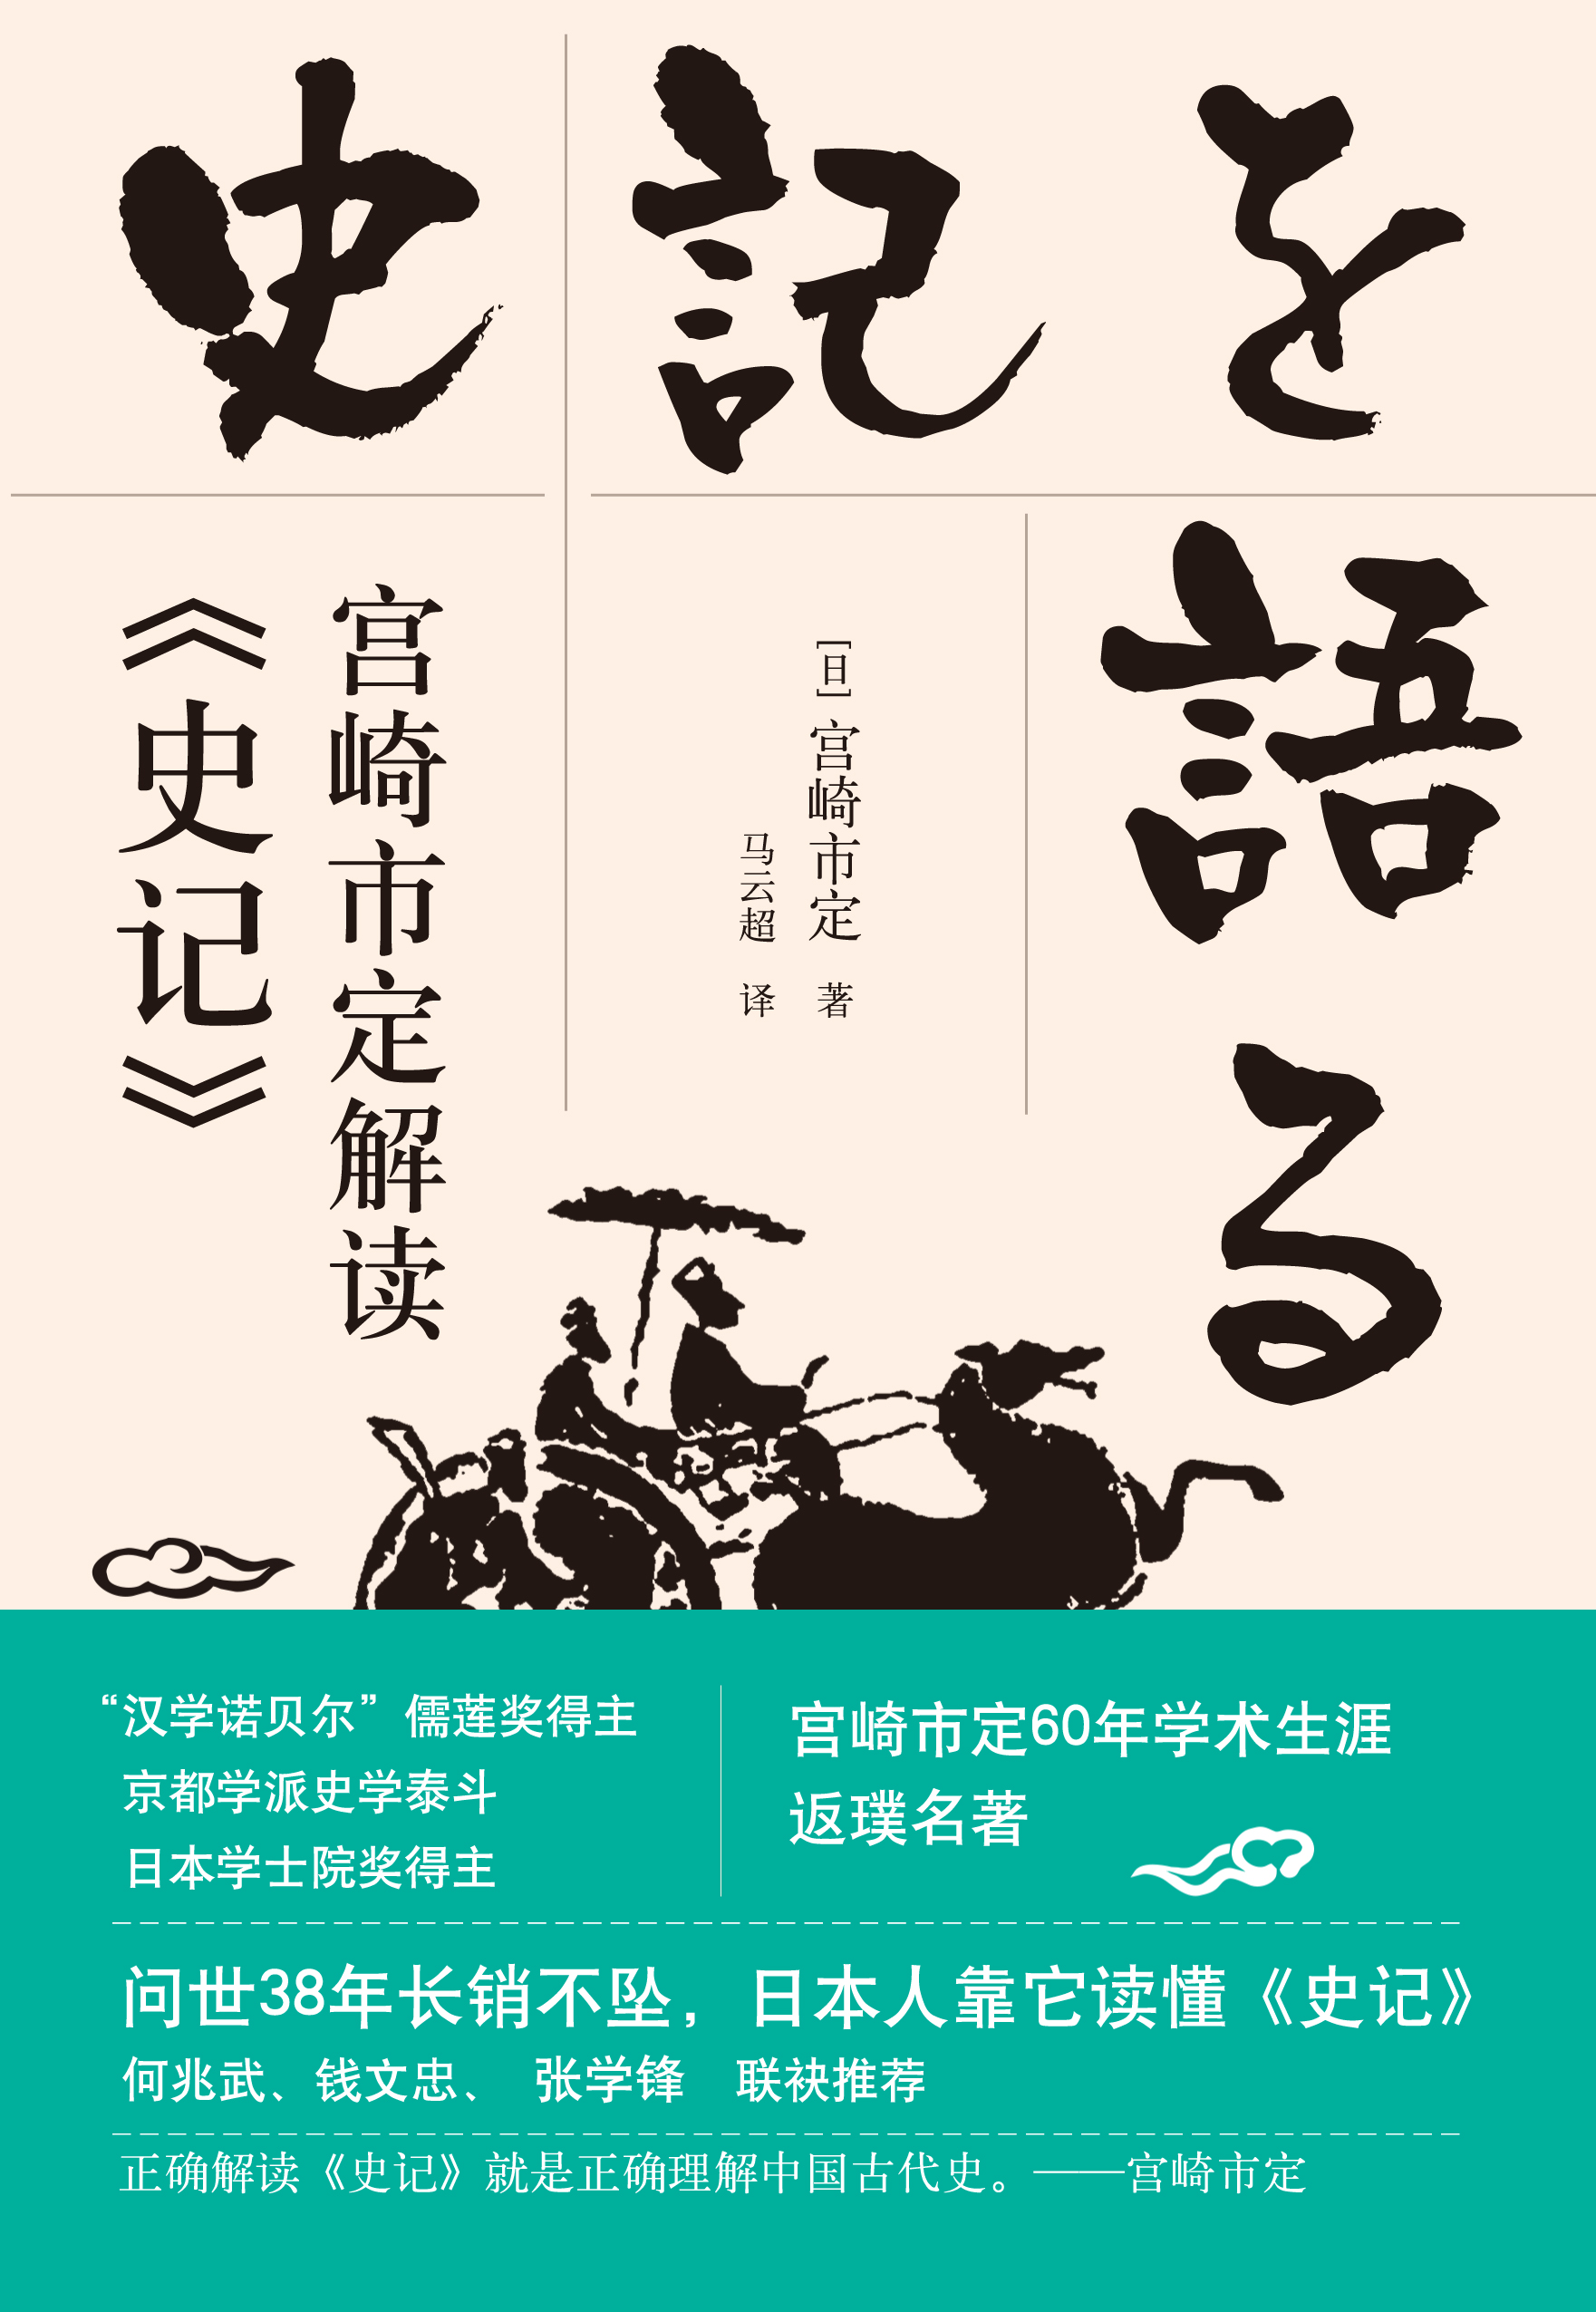 史記を
語る
宫崎市定解读
《史记》
[日]宫崎市定 著
马云超 译
“汉学诺贝尔”儒莲奖得主
京都学派史学泰斗
日本学士院奖得主
宫崎市定60年学术生涯
返璞名著
问世38年长销不坠，日本人靠它读懂《史记》
何兆武、钱文忠、 张学锋 联袂推荐
正确解读《史记》就是正确理解中国古代史。——宫崎市定